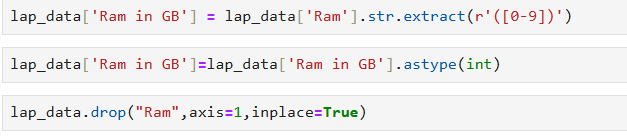 lap_data['Ram in GB'] = lap_data['Ram'].str.extract(r'([0-9])')
lap_data['Ram in GB']=lap_data['Ram in GB'].astype(int)
lap_data.drop("Ram",axis=1,inplace=True)